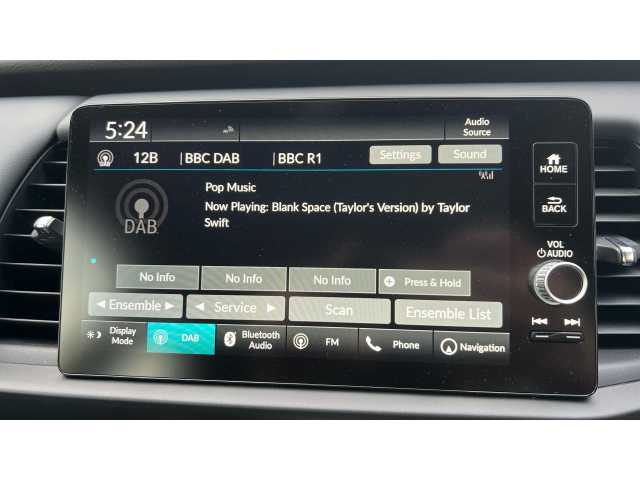 5:24
Audio
Source
12B | BBC DAB | BBC R1 Settings Sound
Pop Music
Now Playing: Blank Space (Taylor's Version) by Taylor
Swift
DAB
HOME
BACK
VOL
AUDIO
No Info No Info No Info Press & Hold
Ensemble Service Scan Ensemble List
Display
Mode
DAB
Bluetooth
Audio
FM
Phone
Navigation